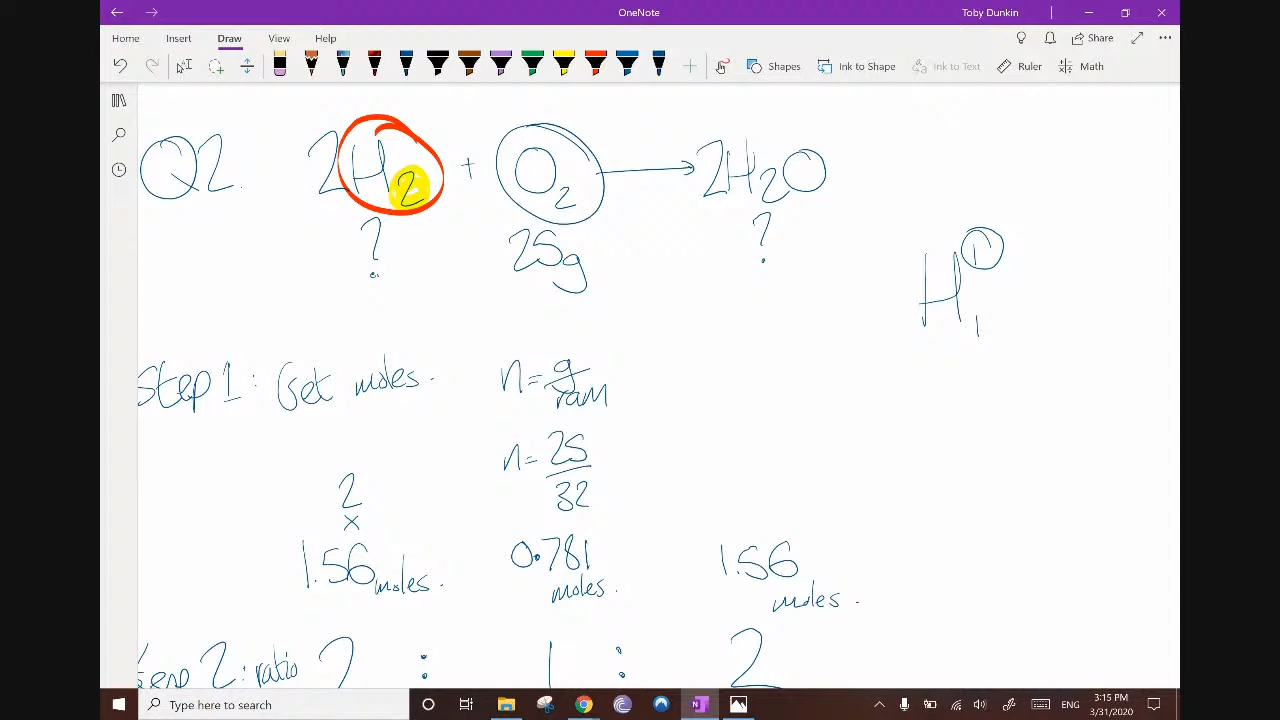 OneNote
Toby Dunkin
Home Insert Draw View Help Share
Shapes Ink to Shape Ink to Text Ruler Math
Q2. 2H2 + O2 → 2H2O
? 25g ?
H 1
1
Step 1: Get moles. n = g
ram
n = 25
32
2
x
1.56 moles. 0.781 moles. 1.56 moles.
Step 2: ratio 2 : 1 : 2
Type here to search
ENG
3:15 PM
3/31/2020